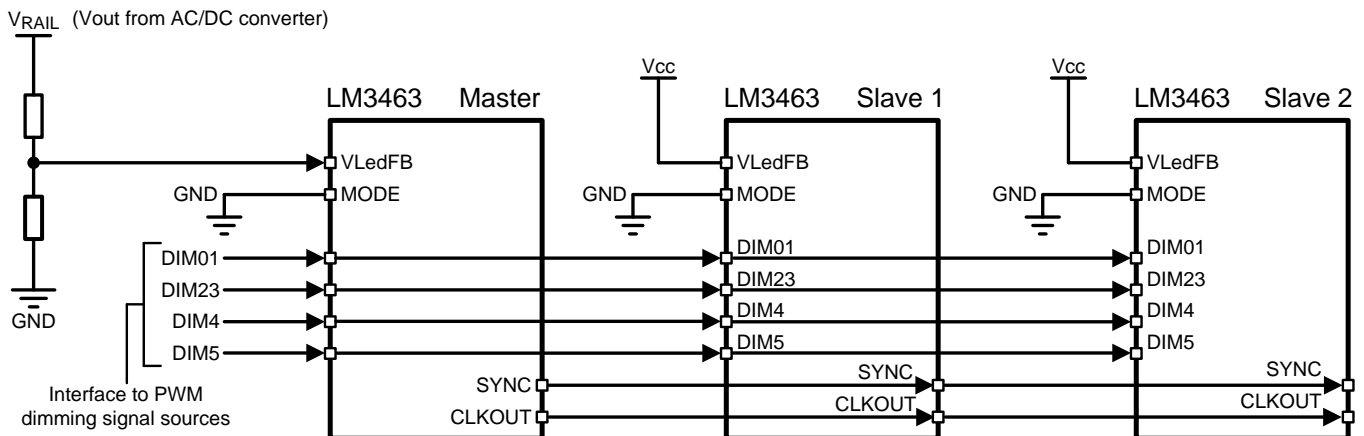 VRAIL (Vout from AC/DC converter)
Vcc
Vcc
LM3463 Master
LM3463 Slave 1
LM3463 Slave 2
VLedFB
VLedFB
VLedFB
GND
MODE
GND
MODE
GND
MODE
DIM01
DIM01
DIM01
DIM23
DIM23
DIM23
GND
DIM4
DIM4
DIM4
DIM5
DIM5
DIM5
Interface to PWM
dimming signal sources
SYNC
SYNC
SYNC
CLKOUT
CLKOUT
CLKOUT